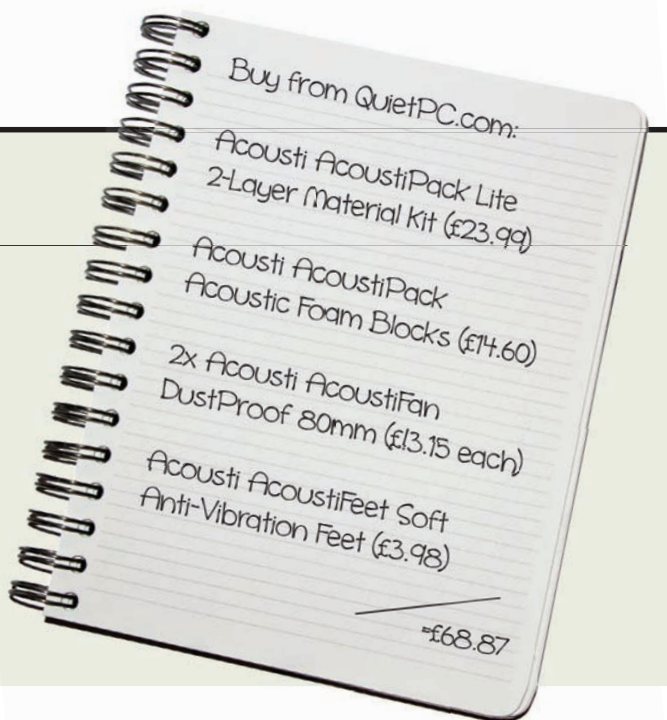 Buy from QuietPC.com:
Acousti AcoustiPack Lite
2-Layer Material Kit (£23.99)
Acousti AcoustiPack
Acoustic Foam Blocks (£14.60)
2x Acousti AcoustiFan
DustProof 80mm (£13.15 each)
Acousti AcoustiFeet Soft
Anti-Vibration Feet (£3.98)
=£68.87